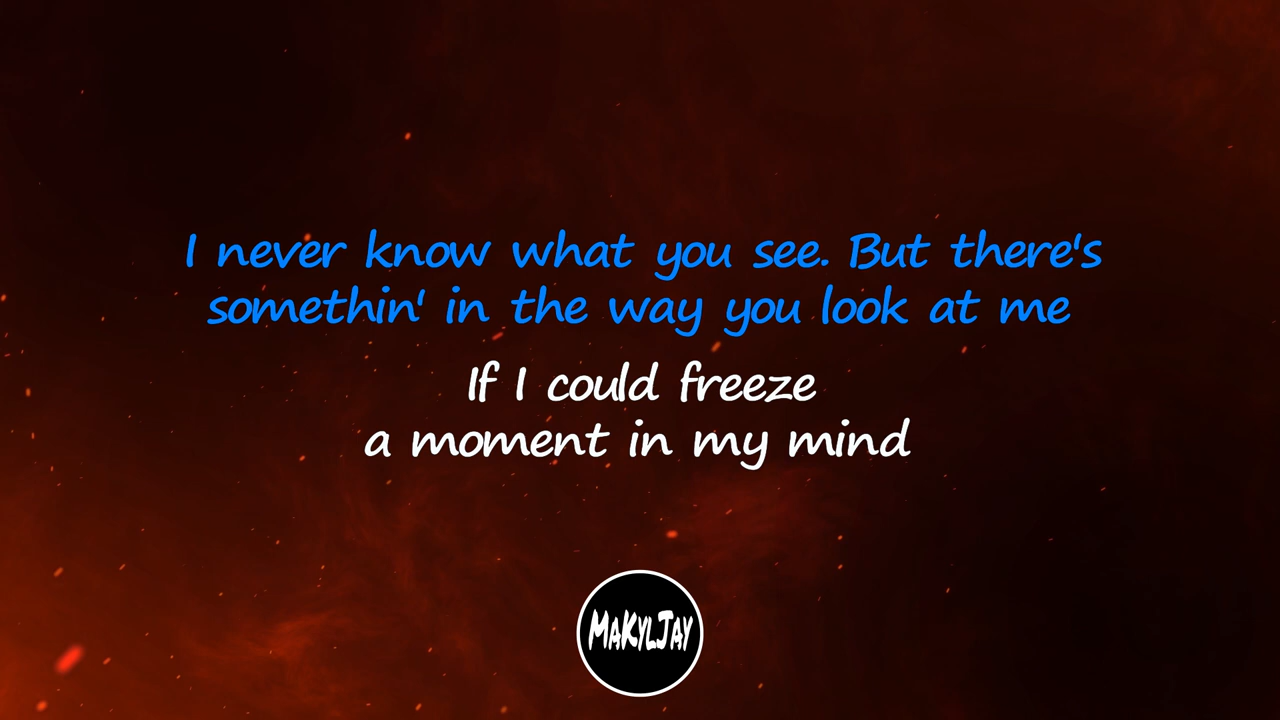 I never know what you see. But there's
somethin' in the way you look at me
If I could freeze
a moment in my mind
MAKYLJAY